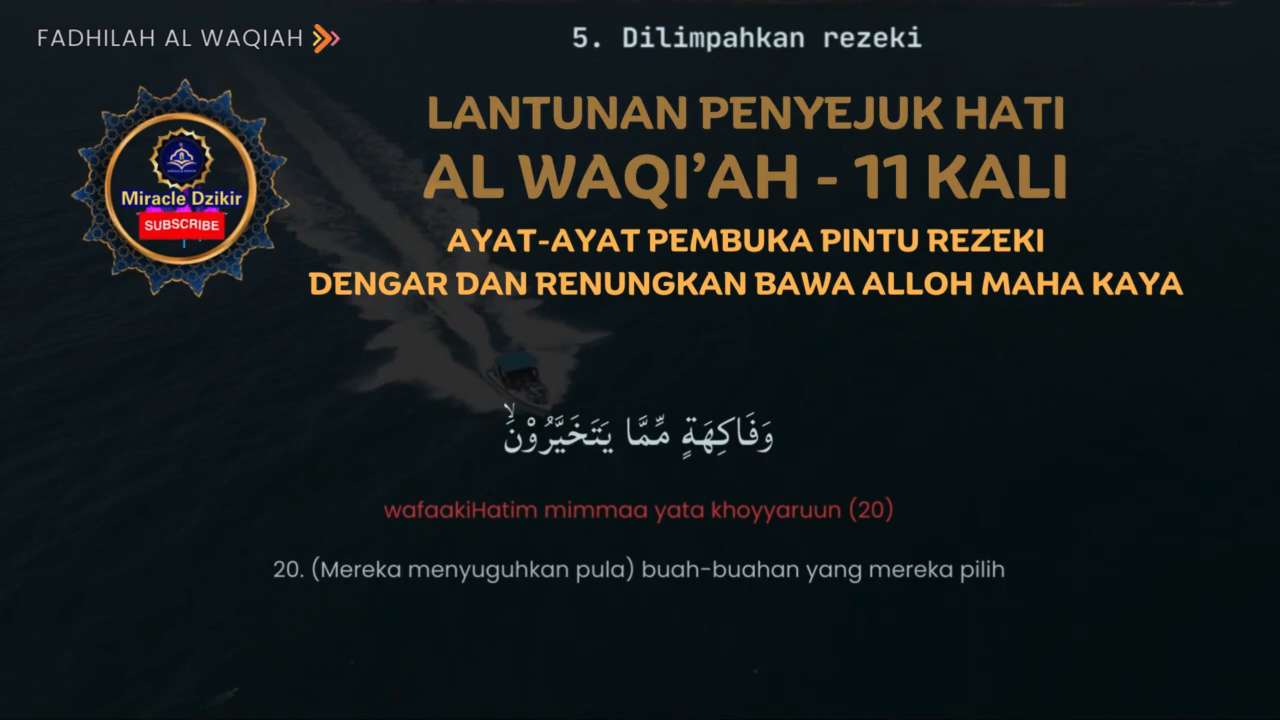 FADHILAH AL WAQIAH
5. Dilimpahkan rezeki
LANTUNAN PENYEJUK HATI
AL WAQI'AH - 11 KALI
AYAT-AYAT PEMBUKA PINTU REZEKI
DENGAR DAN RENUNGKAN BAWA ALLOH MAHA KAYA
Miracle Dzikir
SUBSCRIBE
وَفَاكِهَةٍ مِّمَّا يَتَخَيَّرُوْنَۙ
wafaakiHatim mimmaa yata khoyyaruun (20)
20. (Mereka menyuguhkan pula) buah-buahan yang mereka pilih